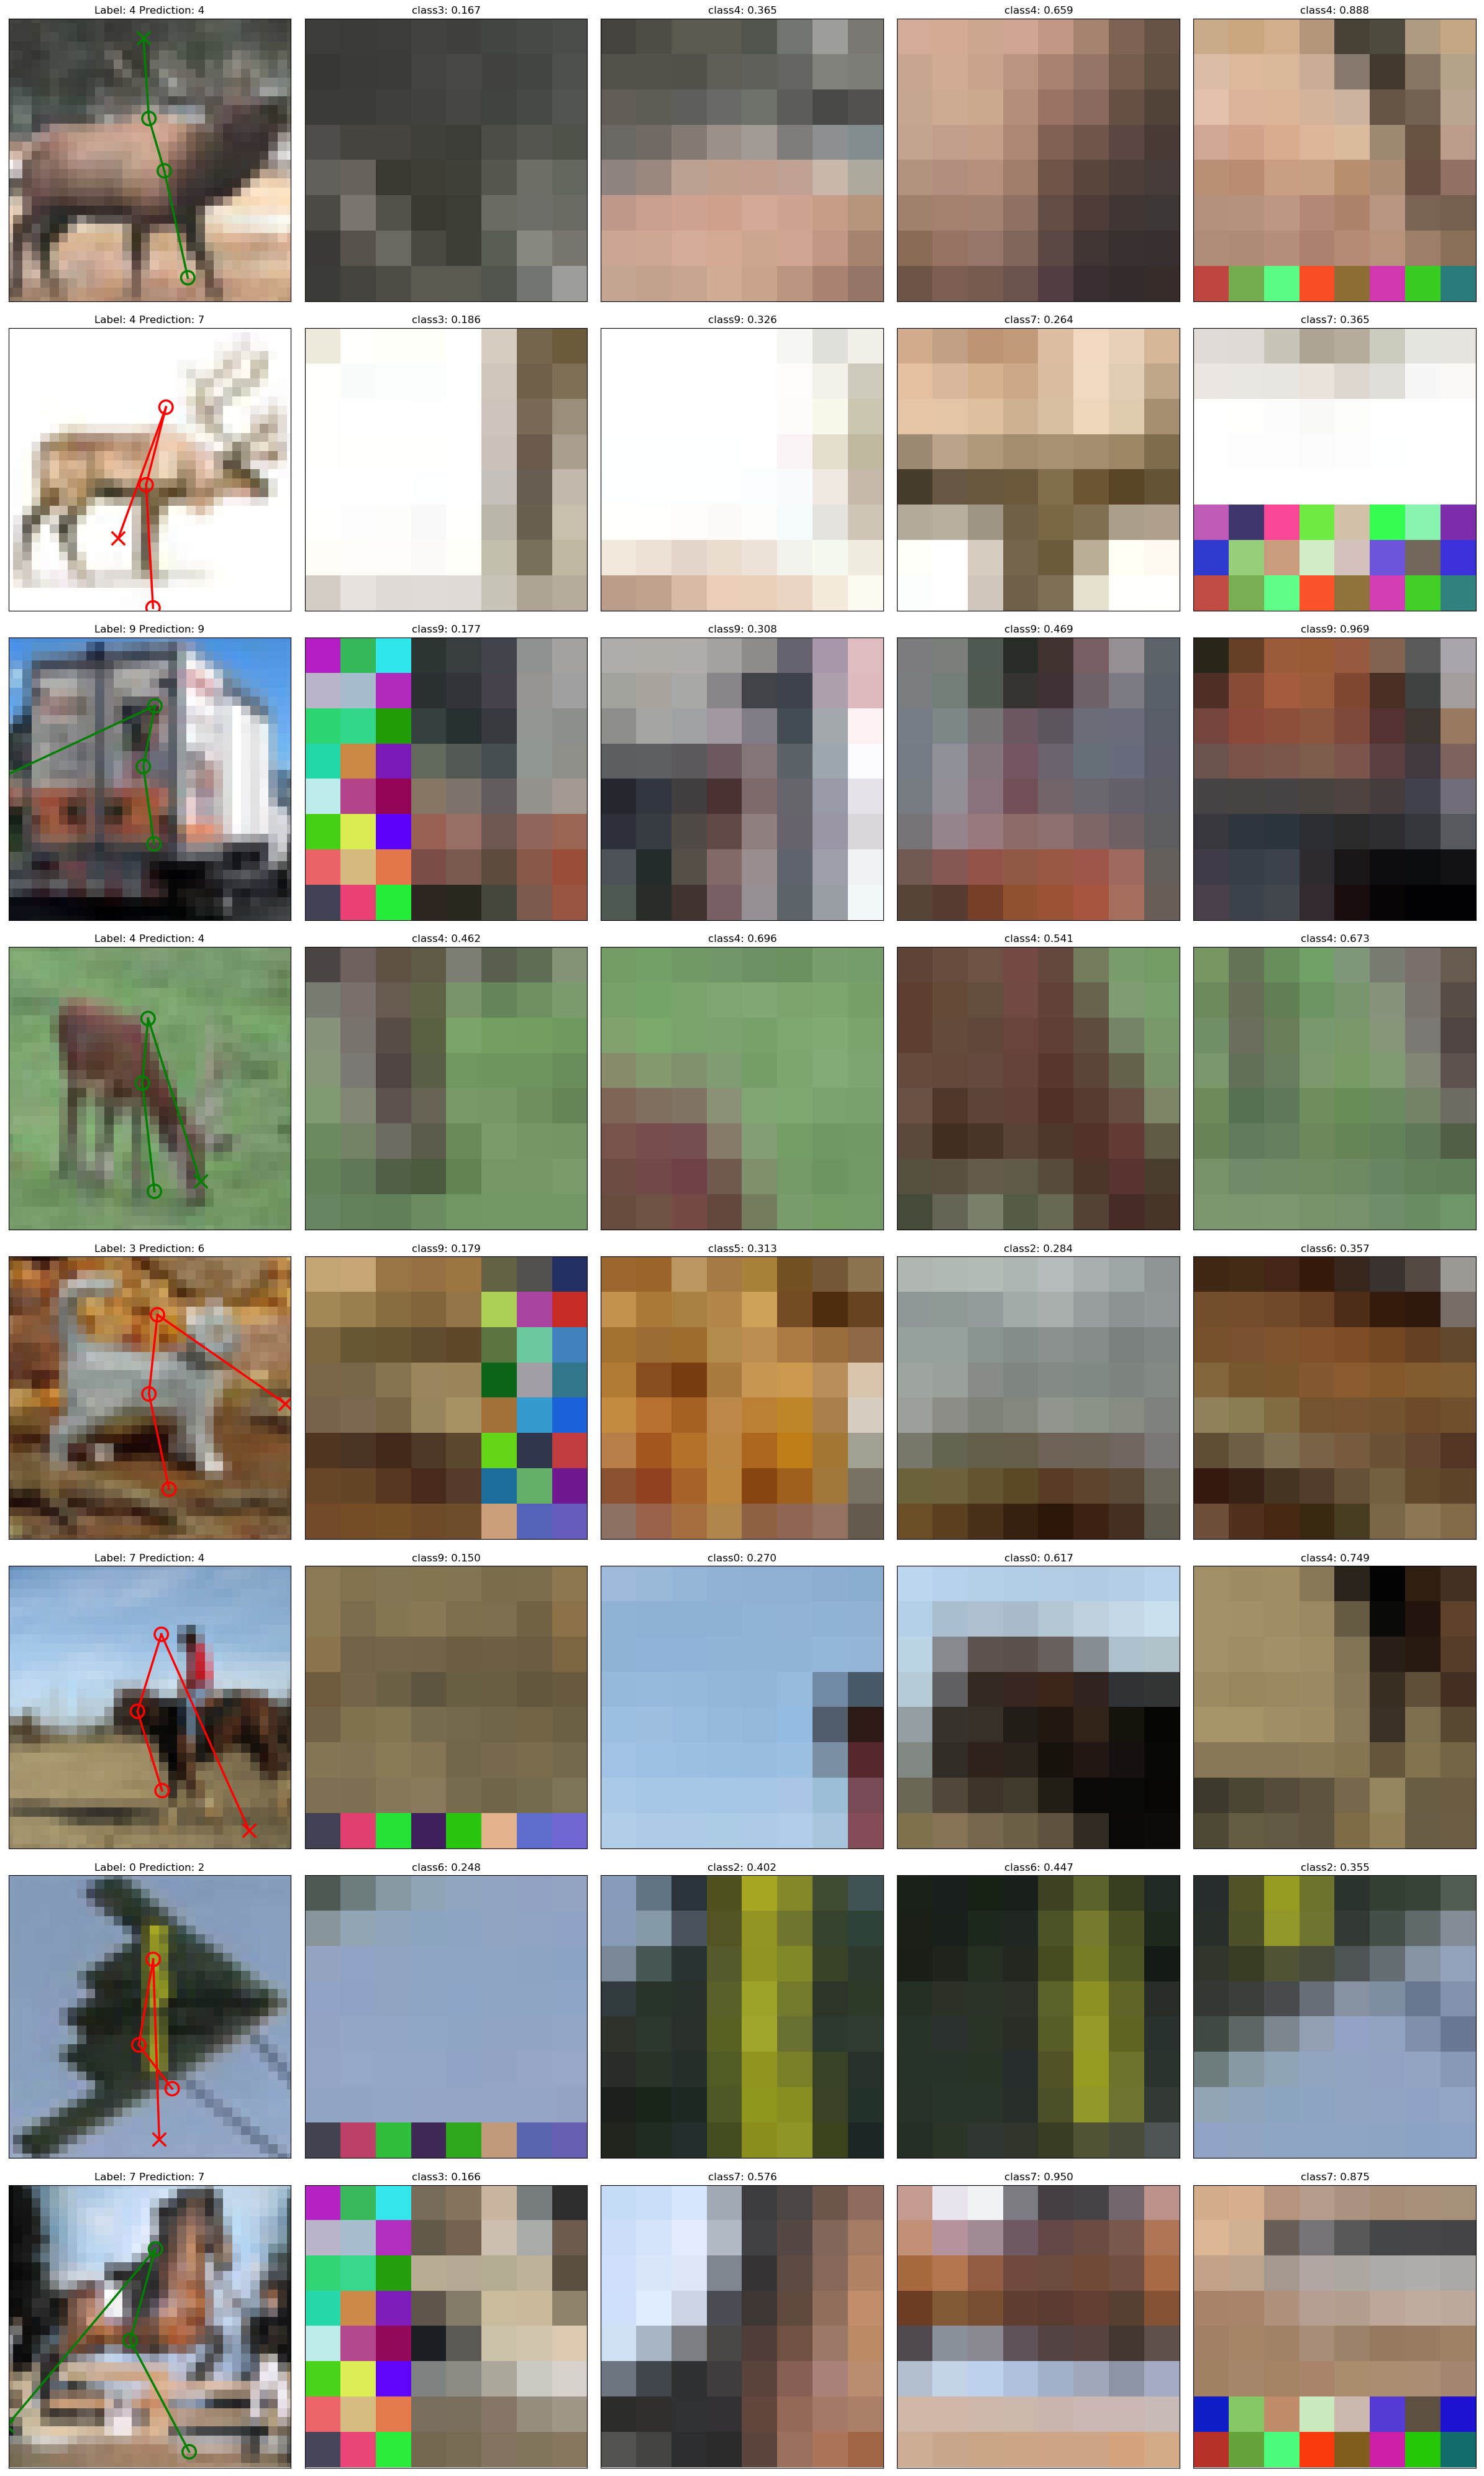 Label: 4 Prediction: 4
class3: 0.167
class4: 0.365
class4: 0.659
class4: 0.888
Label: 4 Prediction: 7
class3: 0.186
class9: 0.326
class7: 0.264
class7: 0.365
Label: 9 Prediction: 9
class9: 0.177
class9: 0.308
class9: 0.469
class9: 0.969
Label: 4 Prediction: 4
class4: 0.462
class4: 0.696
class4: 0.541
class4: 0.673
Label: 3 Prediction: 6
class9: 0.179
class5: 0.313
class2: 0.284
class6: 0.357
Label: 7 Prediction: 4
class9: 0.150
class0: 0.270
class0: 0.617
class4: 0.749
Label: 0 Prediction: 2
class6: 0.248
class2: 0.402
class6: 0.447
class2: 0.355
Label: 7 Prediction: 7
class3: 0.166
class7: 0.576
class7: 0.950
class7: 0.875